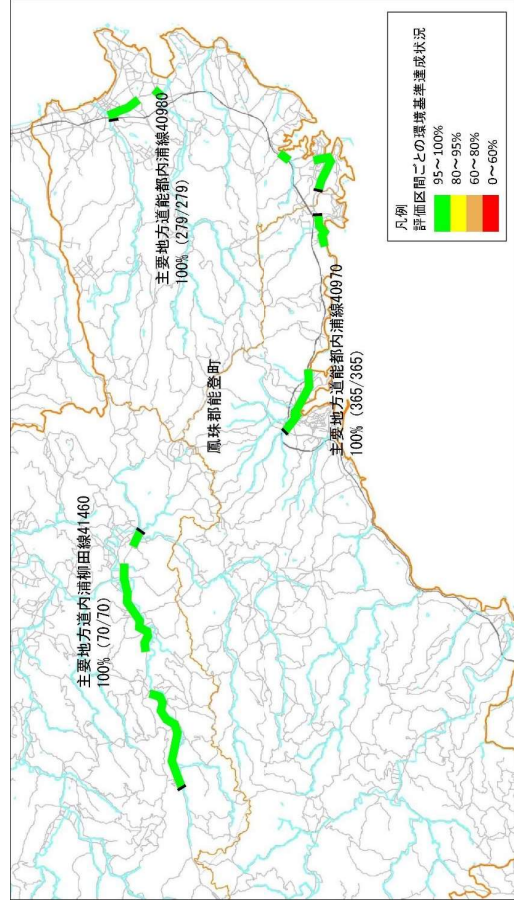 主要地方道内浦柳田線41460
100% (70/70)
鳳珠郡能登町
主要地方道能都内浦線40980
100% (279/279)
主要地方道能都内浦線40970
100% (365/365)
凡例
評価区間ごとの環境基準達成状況
95～100%
80～95%
60～80%
0～60%